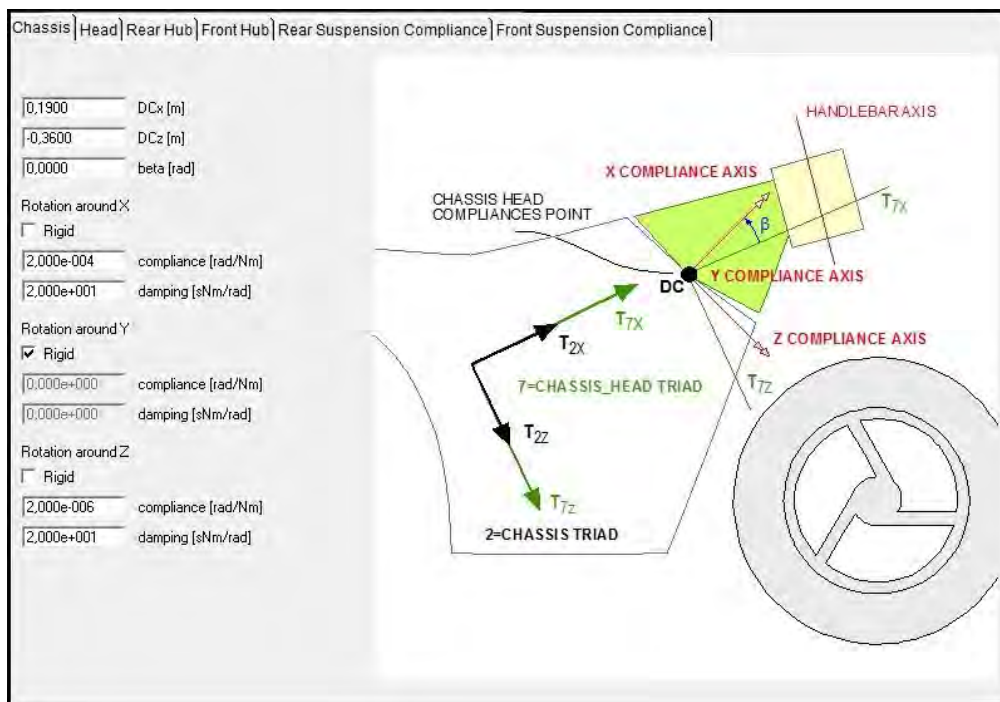 Chassis Head Rear Hub Front Hub Rear Suspension Compliance Front Suspension Compliance
0,1900 DCx [m]
-0,3600 DCz [m]
0,0000 beta [rad]
Rotation around X
Rigid
2,000e-004 compliance [rad/Nm]
2,000e+001 damping [sNm/rad]
Rotation around Y
Rigid
0,000e+000 compliance [rad/Nm]
0,000e+000 damping [sNm/rad]
Rotation around Z
Rigid
2,000e-006 compliance [rad/Nm]
2,000e+001 damping [sNm/rad]
HANDLEBAR AXIS
X COMPLIANCE AXIS
T7X
CHASSIS HEAD
COMPLIANCES POINT
β
Y COMPLIANCE AXIS
DC
T7X
Z COMPLIANCE AXIS
T2X
7=CHASSIS_HEAD TRIAD
T7Z
T2Z
T7Z
2=CHASSIS TRIAD